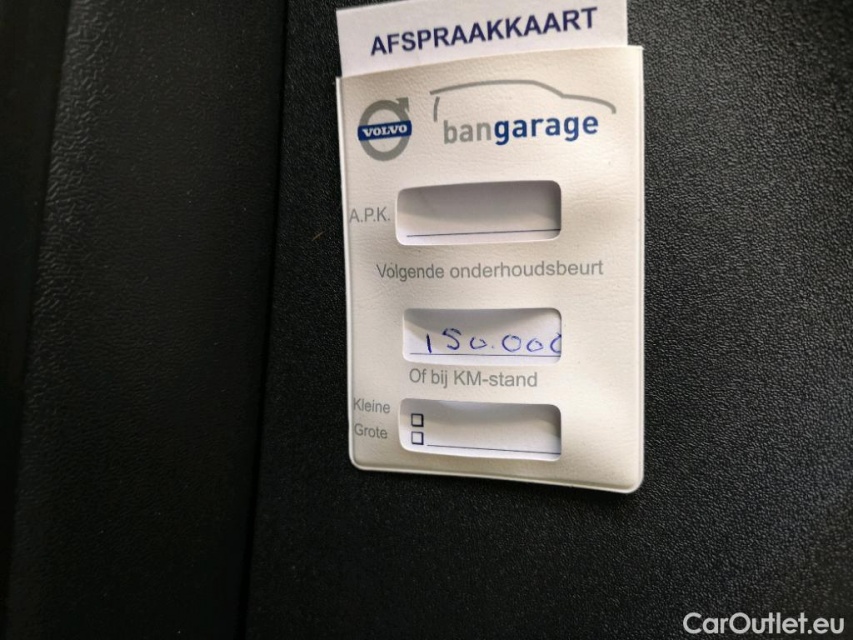 AFSPRAAKKAART
VOLVO
bangarage
A.P.K.
Volgende onderhoudsbeurt
150.000
Of bij KM-stand
Kleine
Grote
CarOutlet.eu